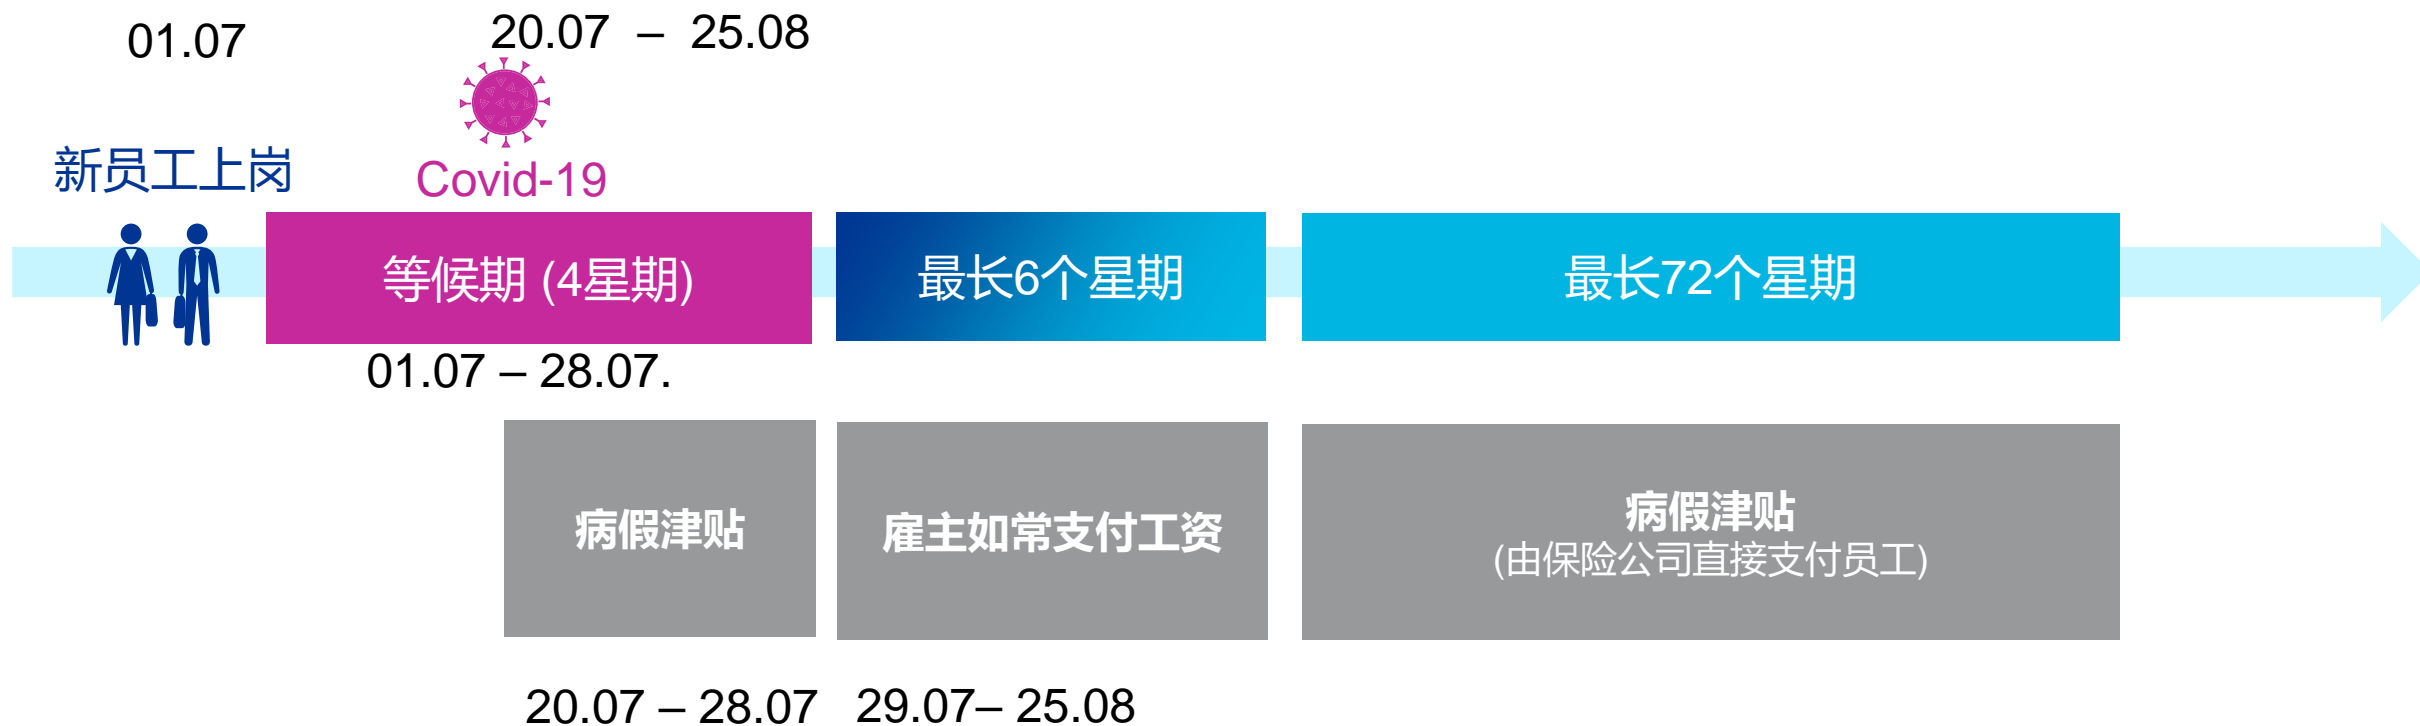 01.07
20.07 – 25.08
新员工上岗
Covid-19
等候期 (4星期)
最长6个星期
最长72个星期
01.07 – 28.07.
病假津贴
雇主如常支付工资
病假津贴
(由保险公司直接支付员工)
20.07 – 28.07
29.07– 25.08